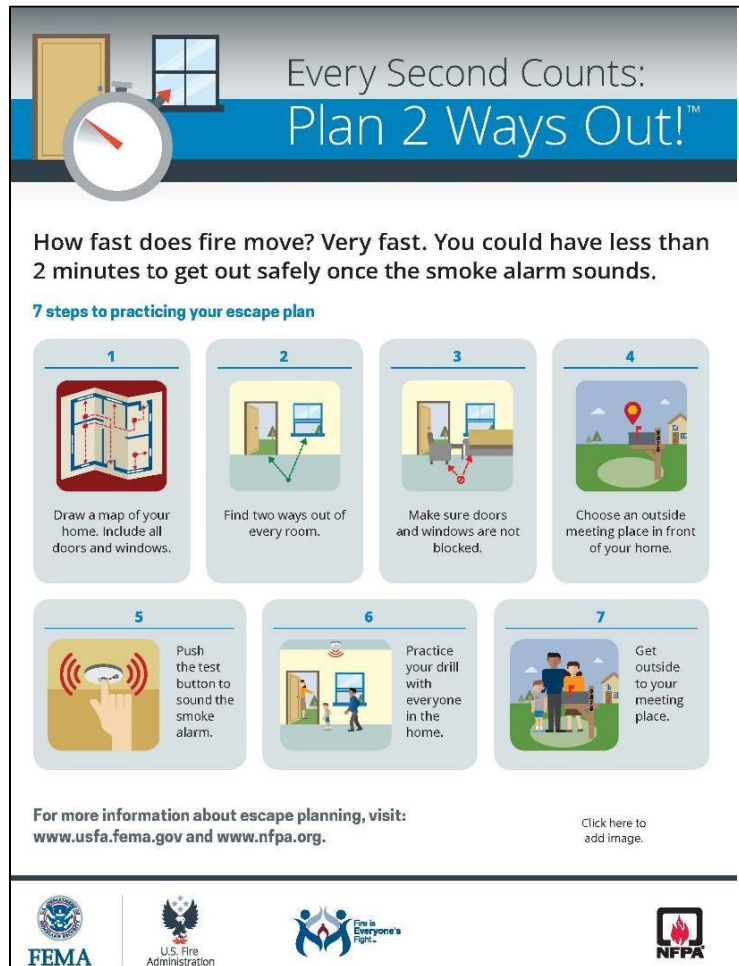 Every Second Counts:
Plan 2 Ways Out!™
How fast does fire move? Very fast. You could have less than
2 minutes to get out safely once the smoke alarm sounds.
7 steps to practicing your escape plan
1
Draw a map of your
home. Include all
doors and windows.
2
Find two ways out of
every room.
3
Make sure doors
and windows are not
blocked.
4
Choose an outside
meeting place in front
of your home.
5
Push
the test
button to
sound the
smoke
alarm.
6
Practice
your drill
with
everyone
in the
home.
7
Get
outside
to your
meeting
place.
For more information about escape planning, visit:
www.usfa.fema.gov and www.nfpa.org.
Click here to
add image.
FEMA
U.S. Fire
Administration
Fire is
Everyone's
Fight™
NFPA